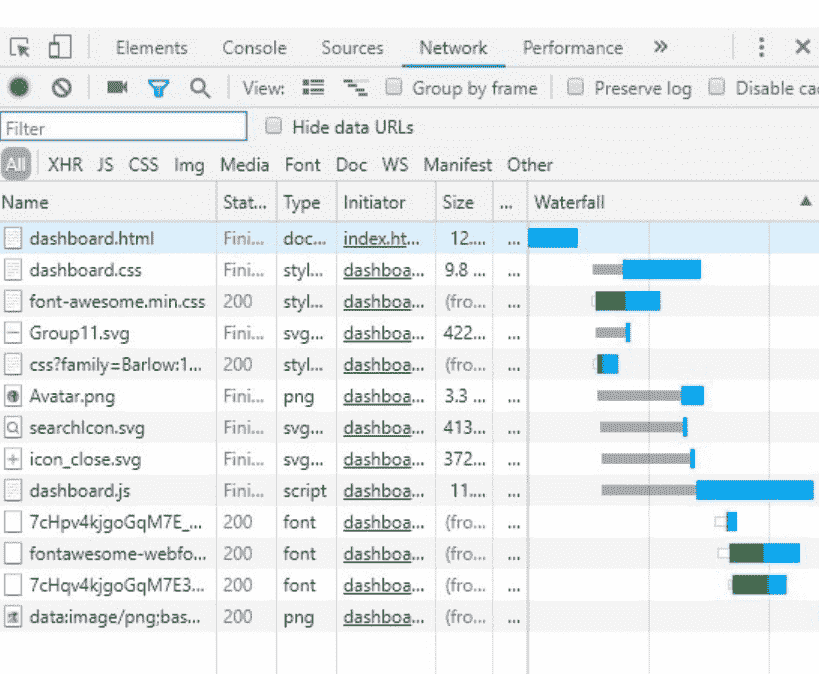 Elements Console Sources Network Performance »
View: Group by frame Preserve log Disable cac
Filter Hide data URLs
All XHR JS CSS Img Media Font Doc WS Manifest Other
Name Stat... Type Initiator Size ... Waterfall
dashboard.html Fini... doc... index.ht... 12.... ...
dashboard.css Fini... styl... dashboa... 9.8 ... ...
font-awesome.min.css 200 styl... dashboa... (fro... ...
Group11.svg Fini... svg... dashboa... 422... ...
css?family=Barlow:1... 200 styl... dashboa... (fro... ...
Avatar.png Fini... png dashboa... 3.3 ... ...
searchIcon.svg Fini... svg... dashboa... 413... ...
icon_close.svg Fini... svg... dashboa... 372... ...
dashboard.js Fini... script dashboa... 11.... ...
7cHpv4kjgoGqM7E_... 200 font dashboa... (fro... ...
fontawesome-webfo... 200 font dashboa... (fro... ...
7cHqv4kjgoGqM7E3... 200 font dashboa... (fro... ...
data:image/png;bas... 200 png dashboa... (fro... ...